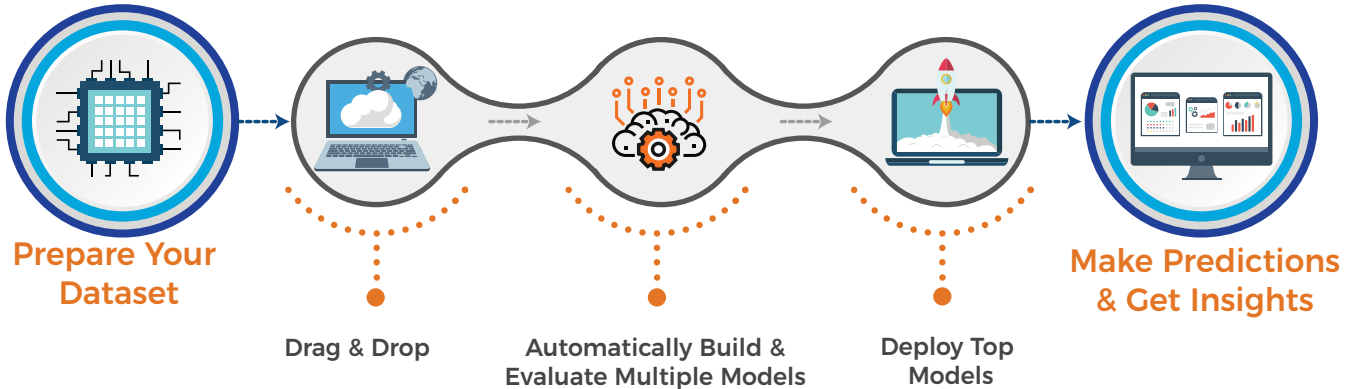 Prepare Your
Dataset
Drag & Drop
Automatically Build &
Evaluate Multiple Models
Deploy Top
Models
Make Predictions
& Get Insights